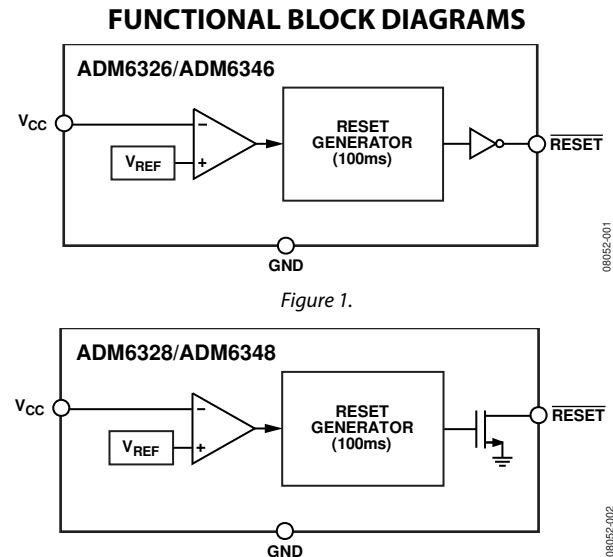 FUNCTIONAL BLOCK DIAGRAMS
ADM6326/ADM6346
VCC
VREF
−
+
RESET
GENERATOR
(100ms)
RESET
GND
08052-001
Figure 1.
ADM6328/ADM6348
VCC
VREF
−
+
RESET
GENERATOR
(100ms)
RESET
GND
08052-002